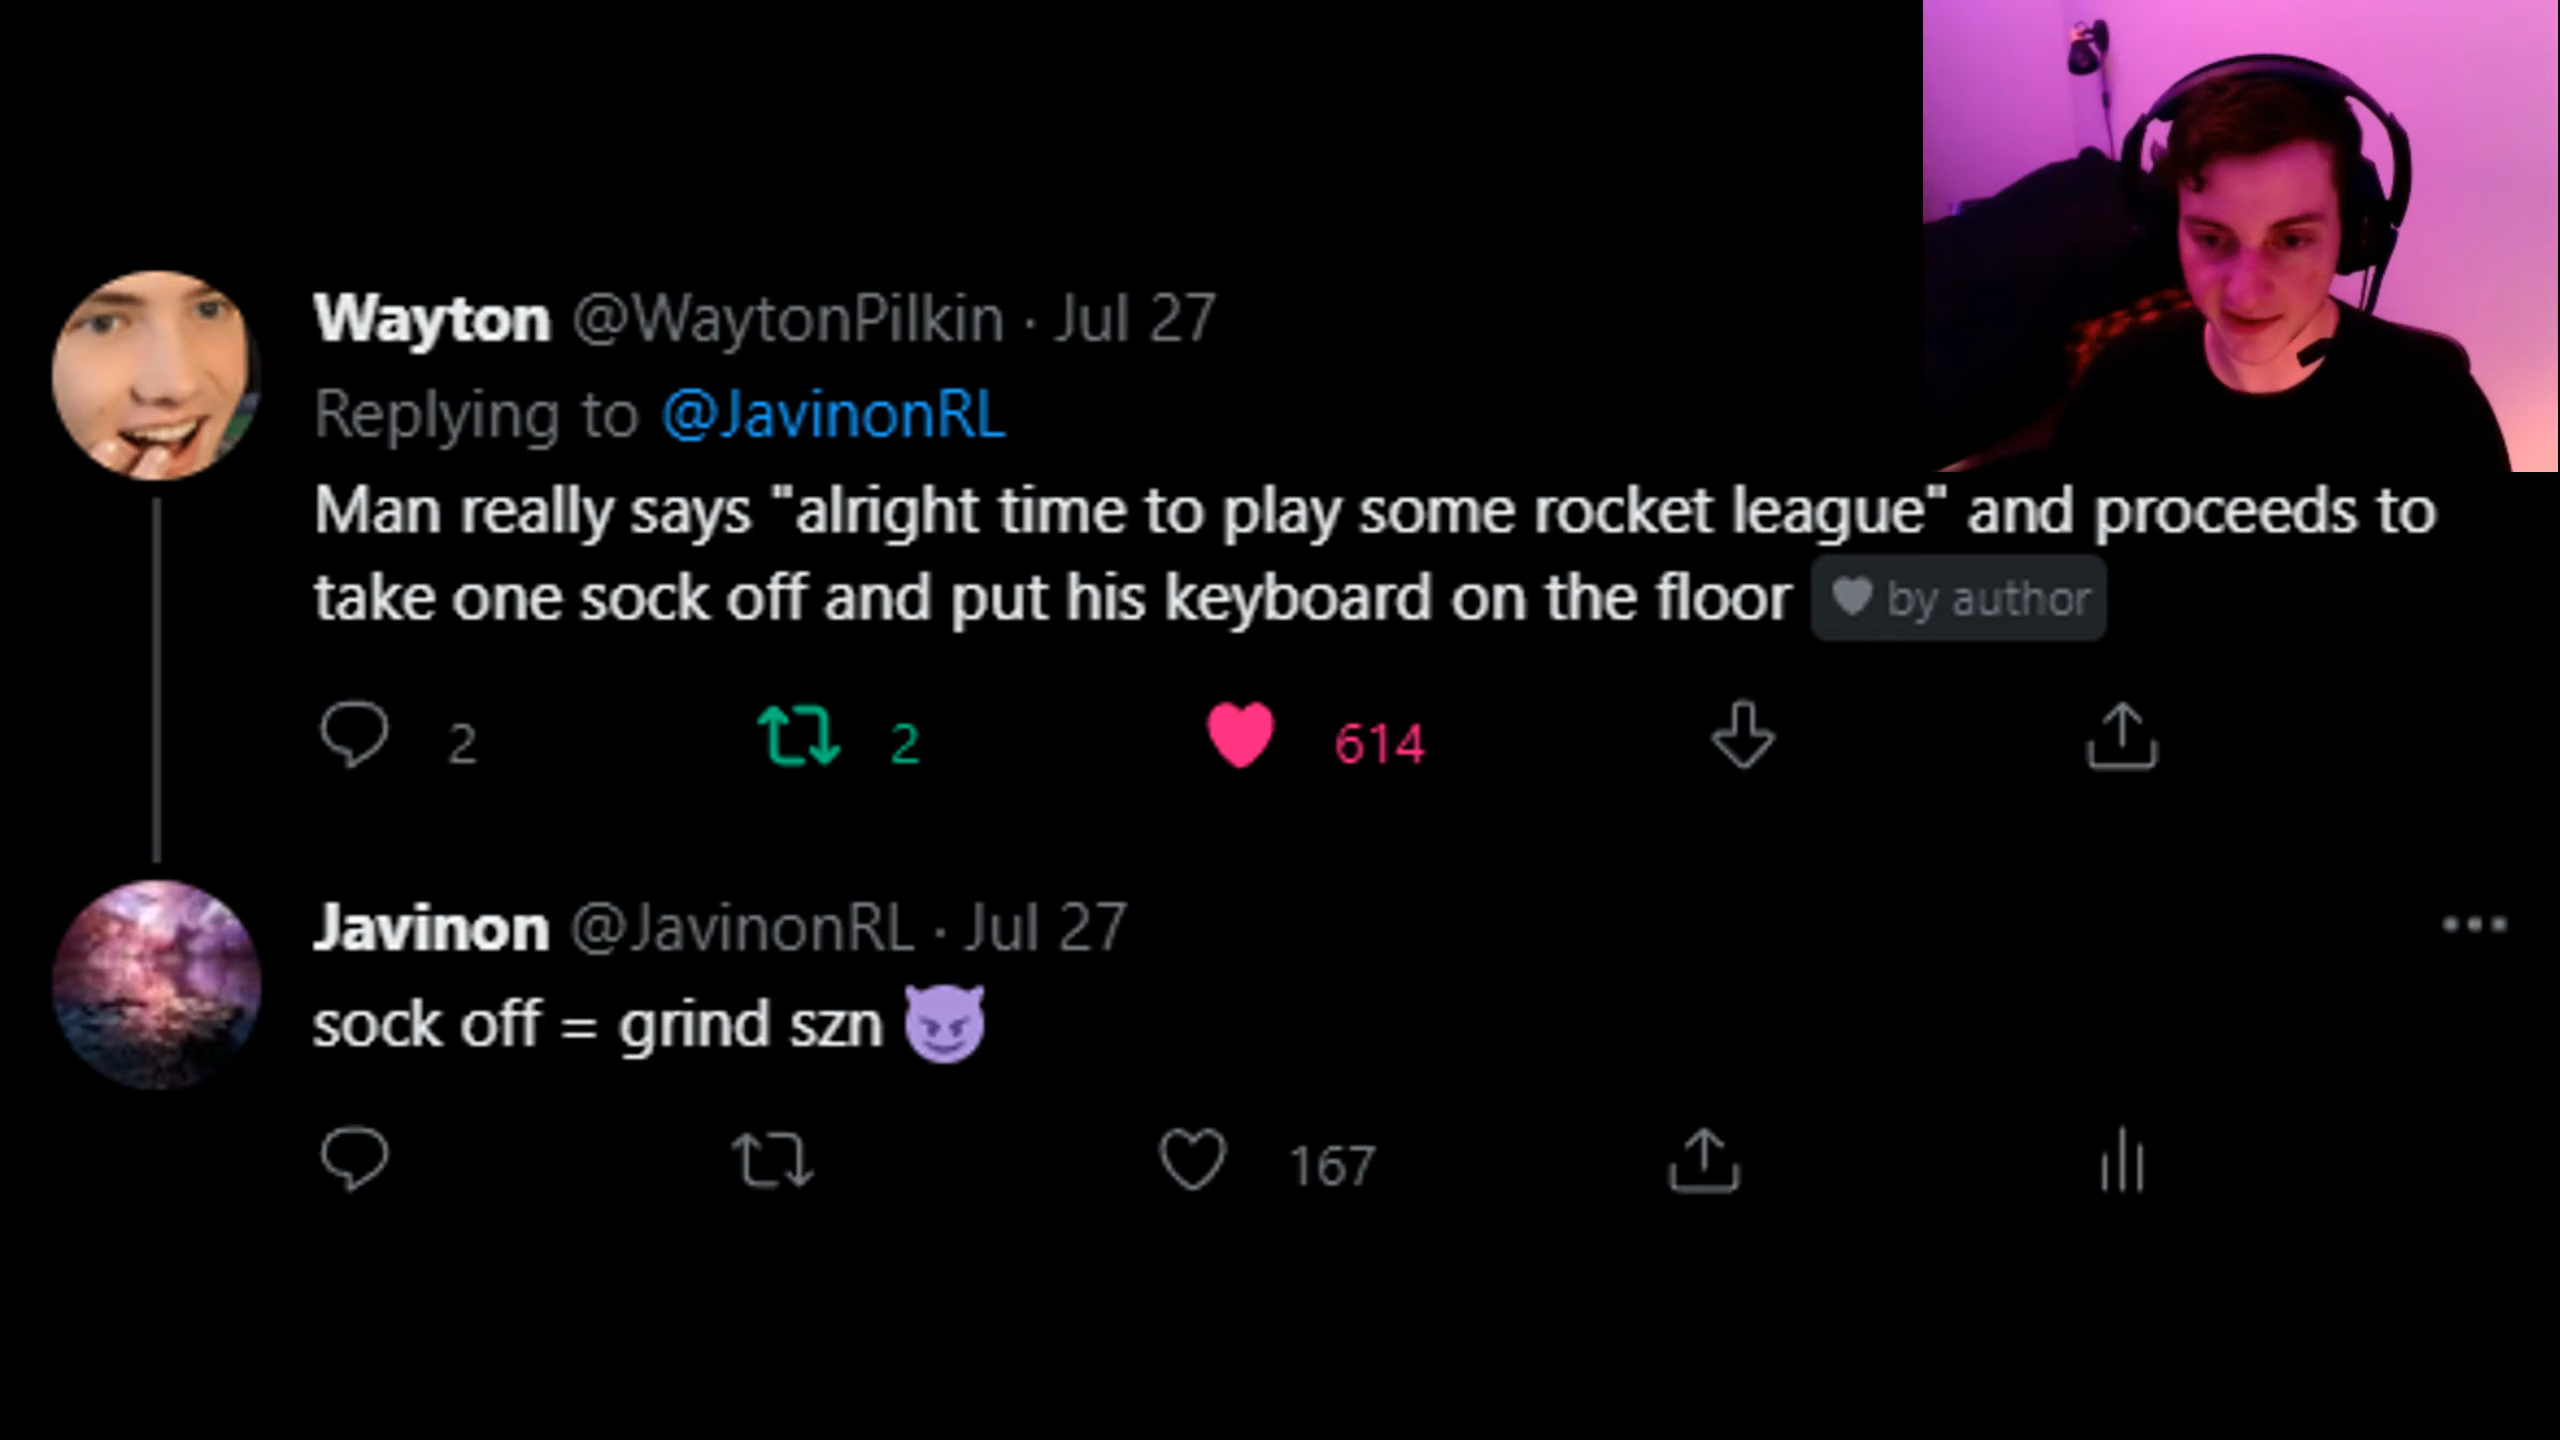 Wayton @WaytonPilkin · Jul 27
Replying to @JavinonRL
Man really says "alright time to play some rocket league" and proceeds to
take one sock off and put his keyboard on the floor by author
2 2 614
Javinon @JavinonRL · Jul 27
sock off = grind szn 😈
167